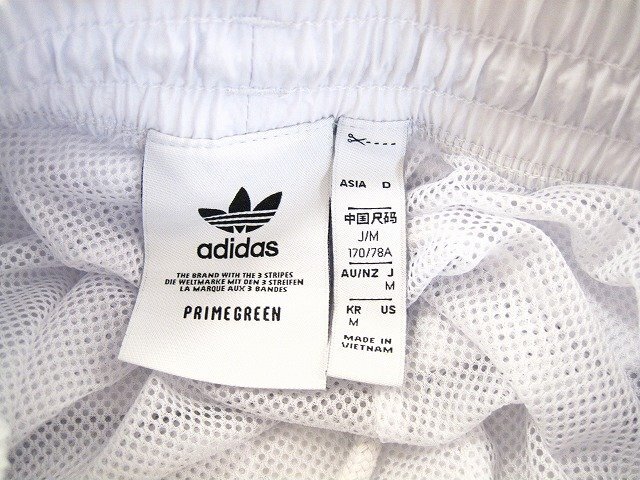 adidas
THE BRAND WITH THE 3 STRIPES
DIE WELTMARKE MIT DEN 3 STREIFEN
LA MARQUE AUX 3 BANDES
PRIMEGREEN
ASIA D
中国尺码
J/M
170/78A
AU/NZ J
M
KR US
M
MADE IN
VIETNAM